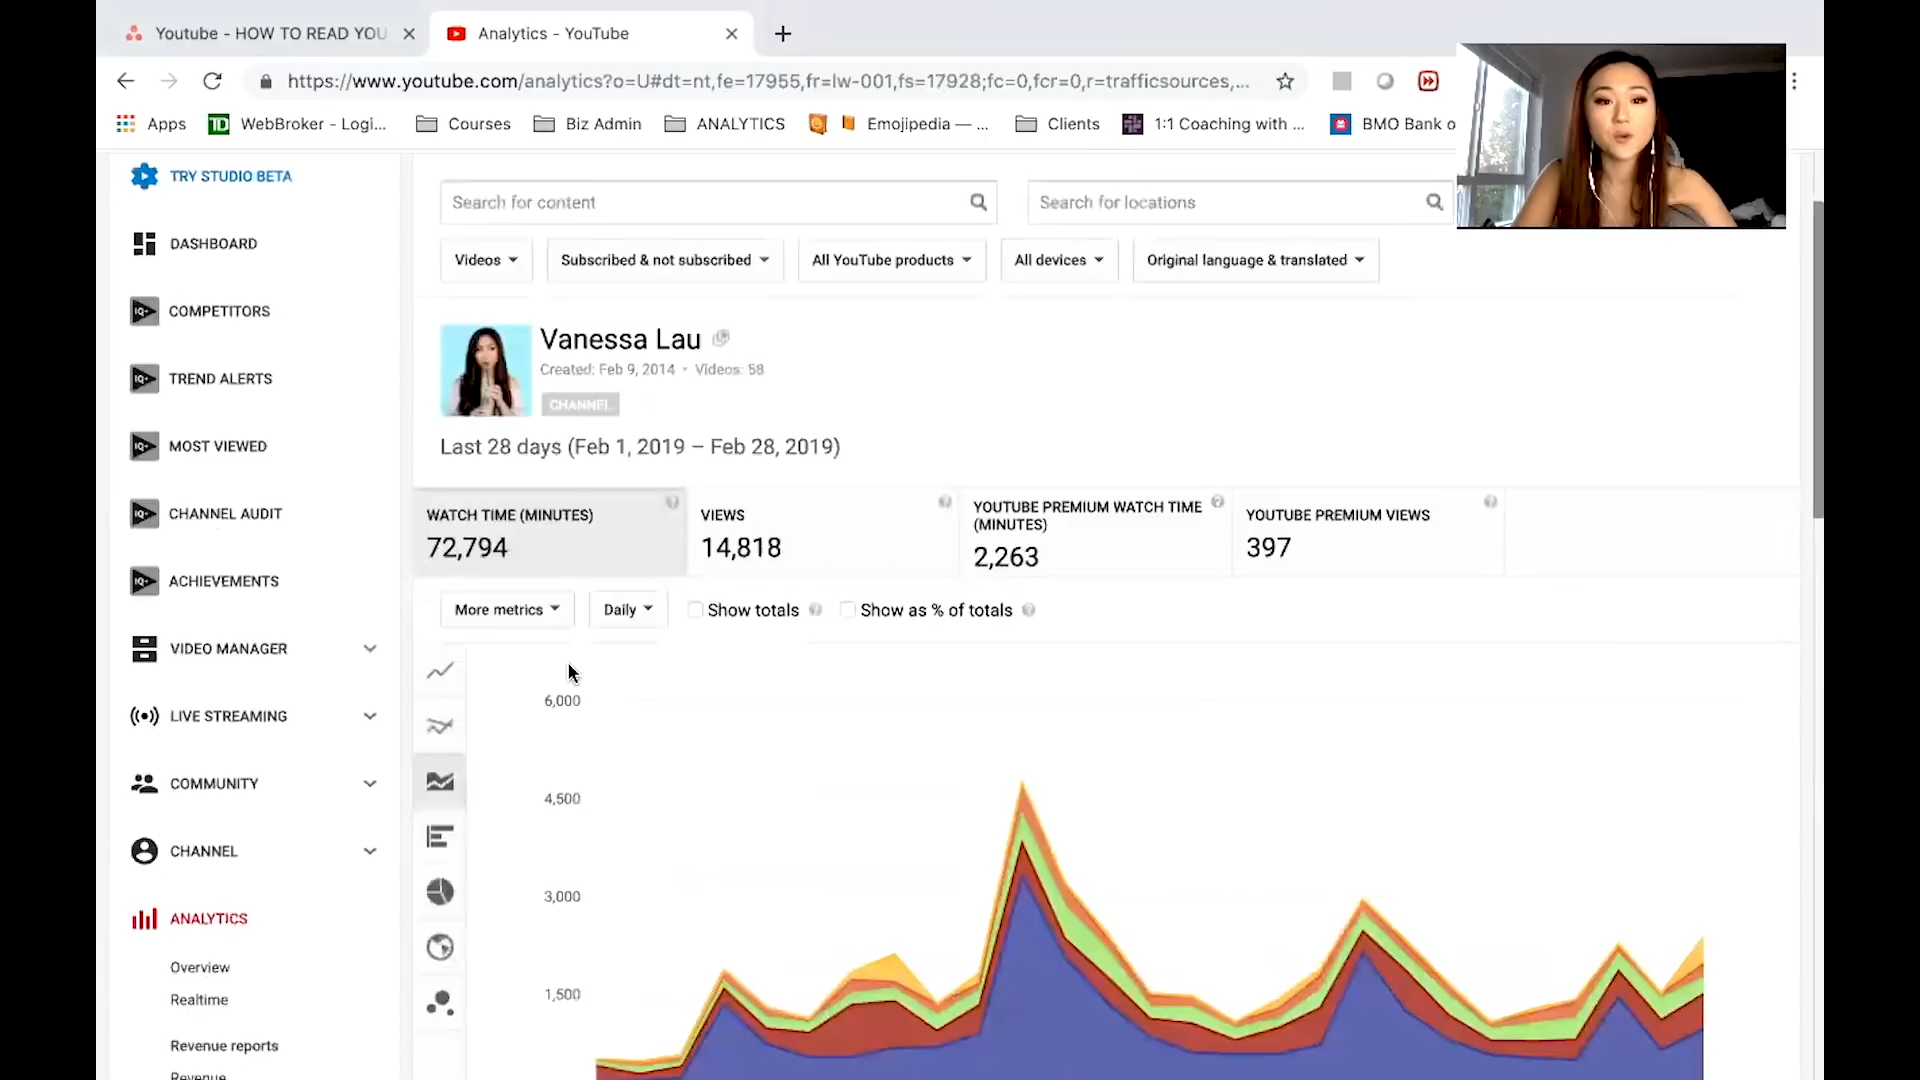 Youtube - HOW TO READ YOU
Analytics - YouTube
https://www.youtube.com/analytics?o=U#dt=nt,fe=17955,fr=lw-001,fs=17928;fc=0,fcr=0,r=trafficsources,...
Apps
TD
WebBroker - Logi...
Courses
Biz Admin
ANALYTICS
Emojipedia — ...
Clients
1:1 Coaching with ...
BMO Bank o
TRY STUDIO BETA
DASHBOARD
COMPETITORS
TREND ALERTS
MOST VIEWED
CHANNEL AUDIT
ACHIEVEMENTS
VIDEO MANAGER
LIVE STREAMING
COMMUNITY
CHANNEL
ANALYTICS
Overview
Realtime
Revenue reports
Revenue
Search for content
Search for locations
Videos
Subscribed & not subscribed
All YouTube products
All devices
Original language & translated
Vanessa Lau
Created: Feb 9, 2014 • Videos: 58
CHANNEL
Last 28 days (Feb 1, 2019 – Feb 28, 2019)
WATCH TIME (MINUTES)
72,794
VIEWS
14,818
YOUTUBE PREMIUM WATCH TIME
(MINUTES)
2,263
YOUTUBE PREMIUM VIEWS
397
More metrics
Daily
Show totals
Show as % of totals
6,000
4,500
3,000
1,500